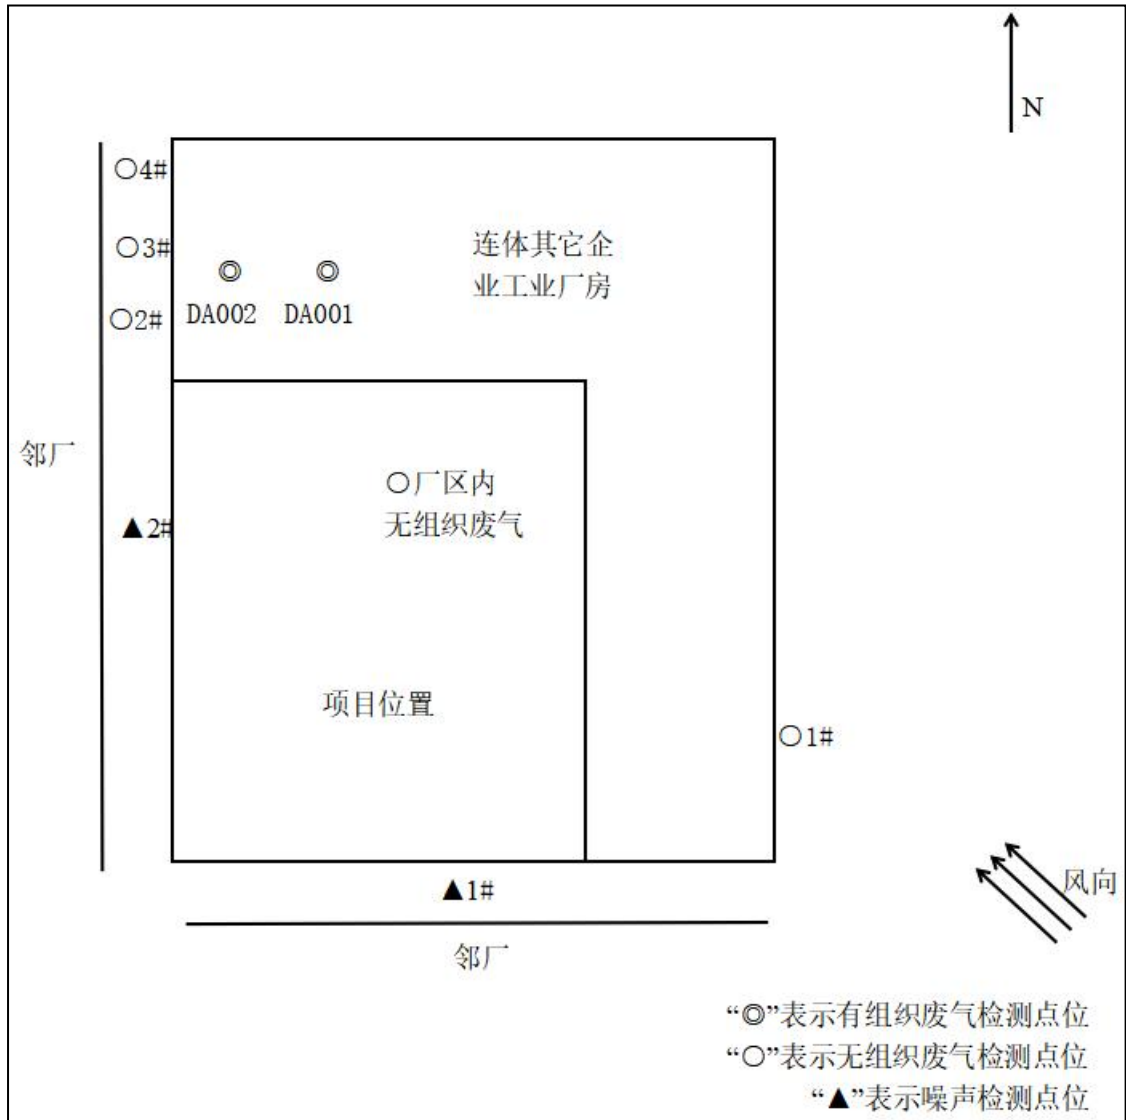 N
○4#
○3#
连体其它企
业工业厂房
◎ ◎
○2# DA002 DA001
邻厂
○厂区内
无组织废气
▲2#
项目位置
○1#
风向
▲1#
邻厂
“◎”表示有组织废气检测点位
“○”表示无组织废气检测点位
“▲”表示噪声检测点位